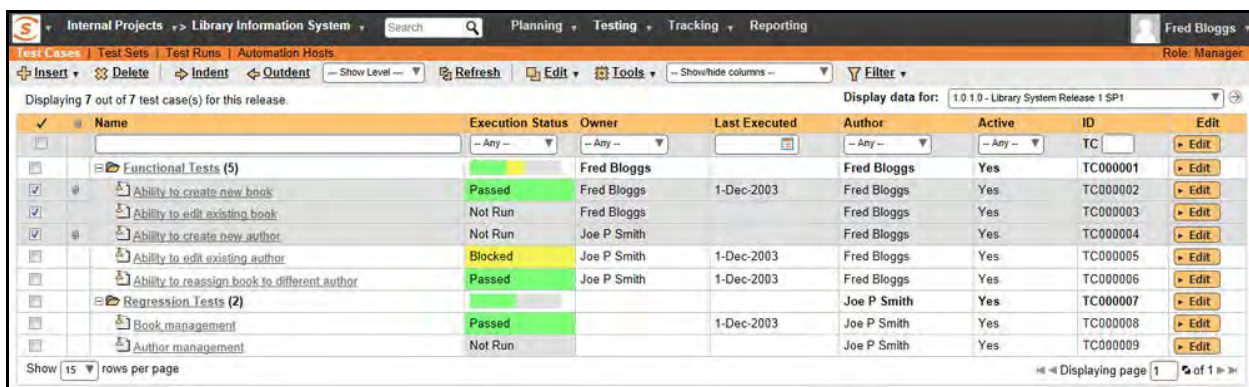 S Internal Projects > Library Information System Search Planning Testing Tracking Reporting Fred Bloggs
Test Cases | Test Sets | Test Runs | Automation Hosts Role: Manager
Insert Delete Indent Outdent -- Show Level -- Refresh Edit Tools -- Show/hide columns -- Filter
Displaying 7 out of 7 test case(s) for this release. Display data for: 1.0.1.0 - Library System Release 1 SP1
Name Execution Status Owner Last Executed Author Active ID Edit
-- Any -- -- Any -- -- Any -- -- Any -- TC Edit
Functional Tests (5) Fred Bloggs Fred Bloggs Yes TC000001 Edit
Ability to create new book Passed Fred Bloggs 1-Dec-2003 Fred Bloggs Yes TC000002 Edit
Ability to edit existing book Not Run Fred Bloggs Fred Bloggs Yes TC000003 Edit
Ability to create new author Not Run Joe P Smith Fred Bloggs Yes TC000004 Edit
Ability to edit existing author Blocked Joe P Smith 1-Dec-2003 Fred Bloggs Yes TC000005 Edit
Ability to reassign book to different author Passed Joe P Smith 1-Dec-2003 Fred Bloggs Yes TC000006 Edit
Regression Tests (2) Joe P Smith Yes TC000007 Edit
Book management Passed 1-Dec-2003 Joe P Smith Yes TC000008 Edit
Author management Not Run Joe P Smith Yes TC000009 Edit
Show 15 rows per page Displaying page 1 of 1